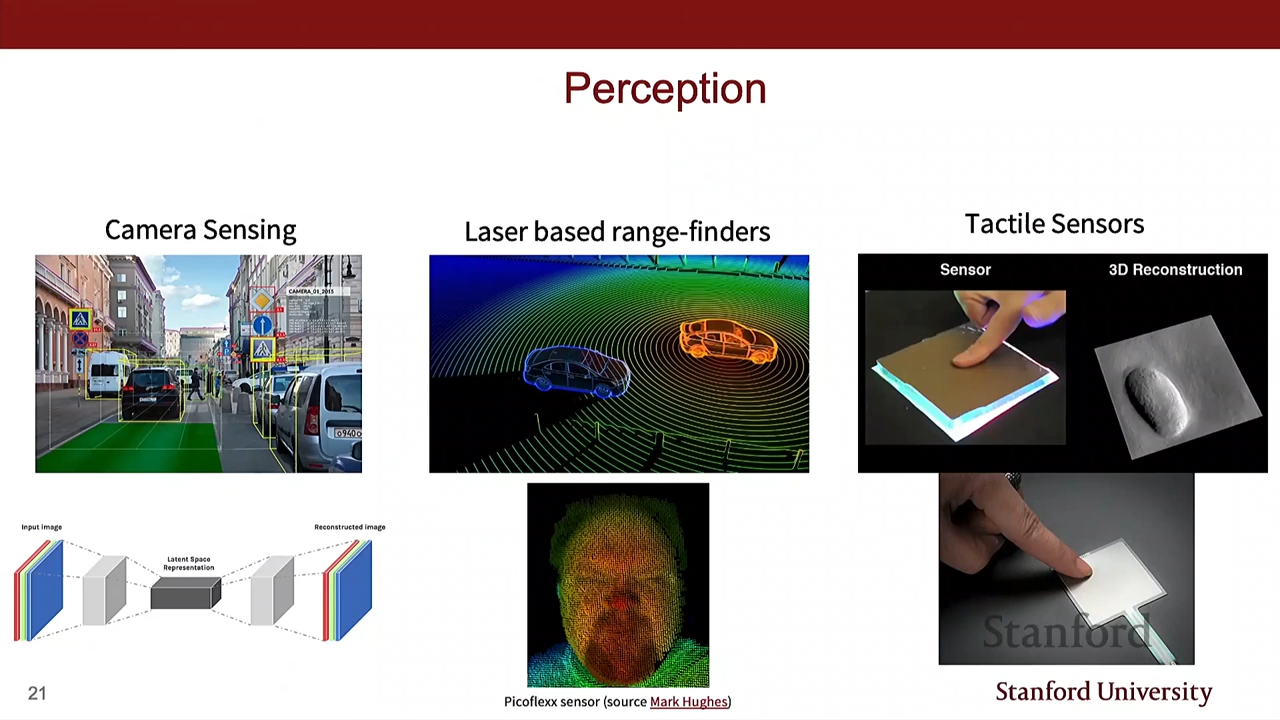 Perception
Camera Sensing
Laser based range-finders
Tactile Sensors
CAMERA_01_2015
Sensor
3D Reconstruction
Input image
Latent Space
Representation
Reconstructed image
Picoflexx sensor (source Mark Hughes)
Stanford
21
Stanford University